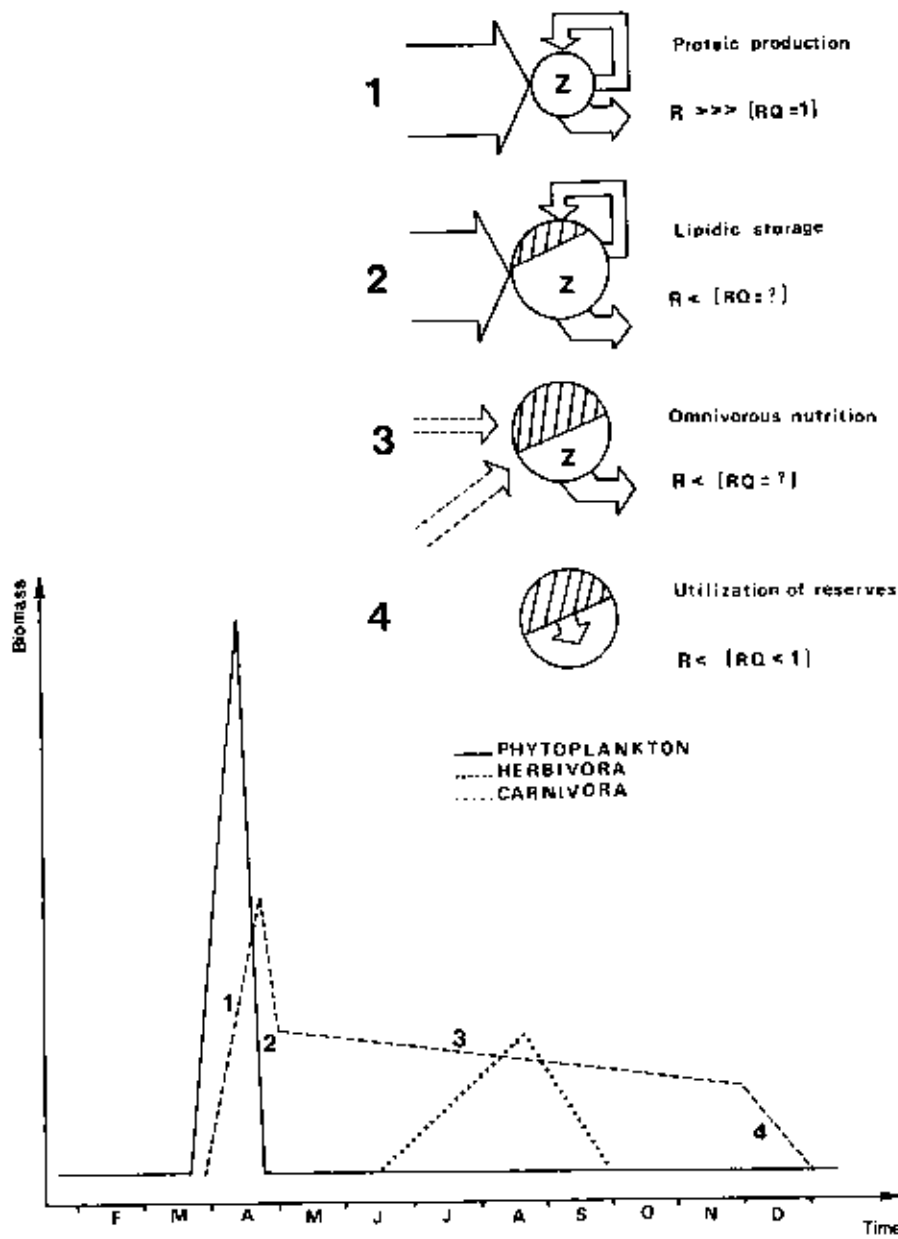 1
Z
Proteic production
R >>> [RQ =1]
2
Z
Lipidic storage
R < [RQ = ?]
3
Z
Omnivorous nutrition
R < [RQ = ?]
4
Utilization of reserves
R < [RQ < 1]
Biomass
PHYTOPLANKTON
HERBIVORA
CARNIVORA
1
2
3
4
F M A M J J A S O N D
Time